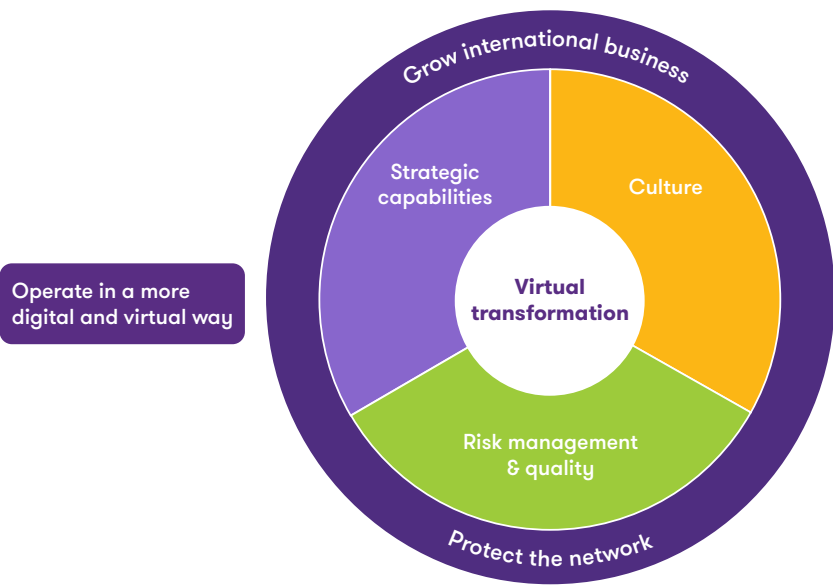 Grow international business
Strategic
capabilities
Culture
Operate in a more
digital and virtual way
Virtual
transformation
Risk management
& quality
Protect the network